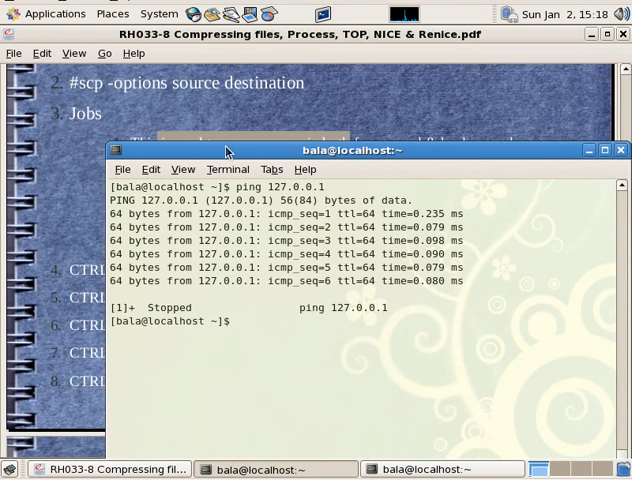 Applications Places System Sun Jan 2, 15:18
RH033-8 Compressing files, Process, TOP, NICE & Renice.pdf
File Edit View Go Help
2. #scp -options source destination
3. Jobs
This
4. CTRL
5. CTRL
6. CTRL
7. CTRL
8. CTRL
bala@localhost:~
File Edit View Terminal Tabs Help
[bala@localhost ~]$ ping 127.0.0.1
PING 127.0.0.1 (127.0.0.1) 56(84) bytes of data.
64 bytes from 127.0.0.1: icmp_seq=1 ttl=64 time=0.235 ms
64 bytes from 127.0.0.1: icmp_seq=2 ttl=64 time=0.079 ms
64 bytes from 127.0.0.1: icmp_seq=3 ttl=64 time=0.098 ms
64 bytes from 127.0.0.1: icmp_seq=4 ttl=64 time=0.090 ms
64 bytes from 127.0.0.1: icmp_seq=5 ttl=64 time=0.079 ms
64 bytes from 127.0.0.1: icmp_seq=6 ttl=64 time=0.080 ms
[1]+ Stopped ping 127.0.0.1
[bala@localhost ~]$
RH033-8 Compressing fil... bala@localhost:~ bala@localhost:~